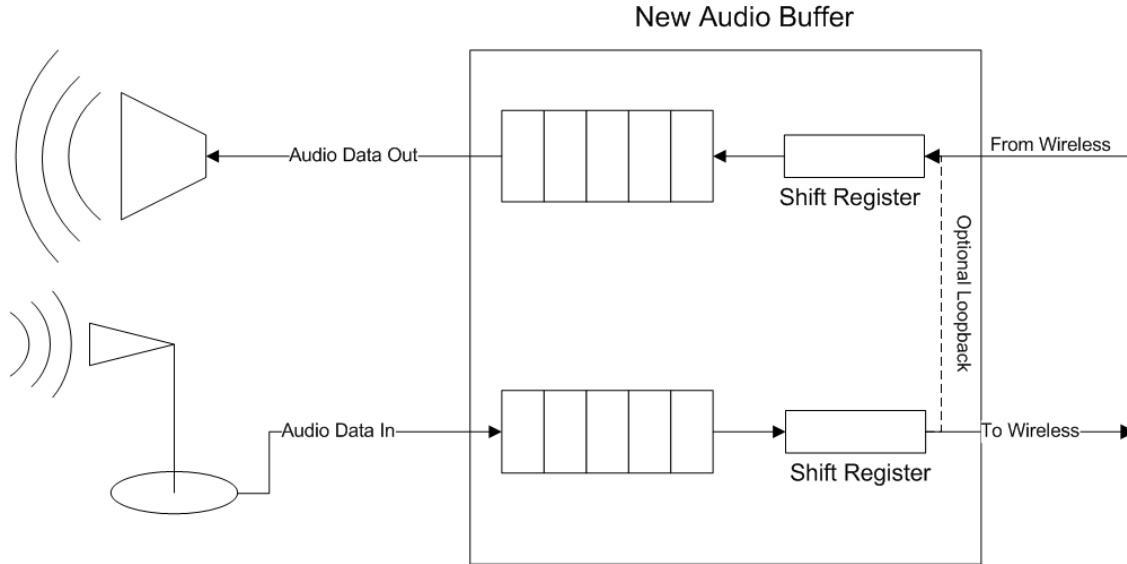 New Audio Buffer
Audio Data Out
From Wireless
Shift Register
Optional Loopback
Audio Data In
To Wireless
Shift Register